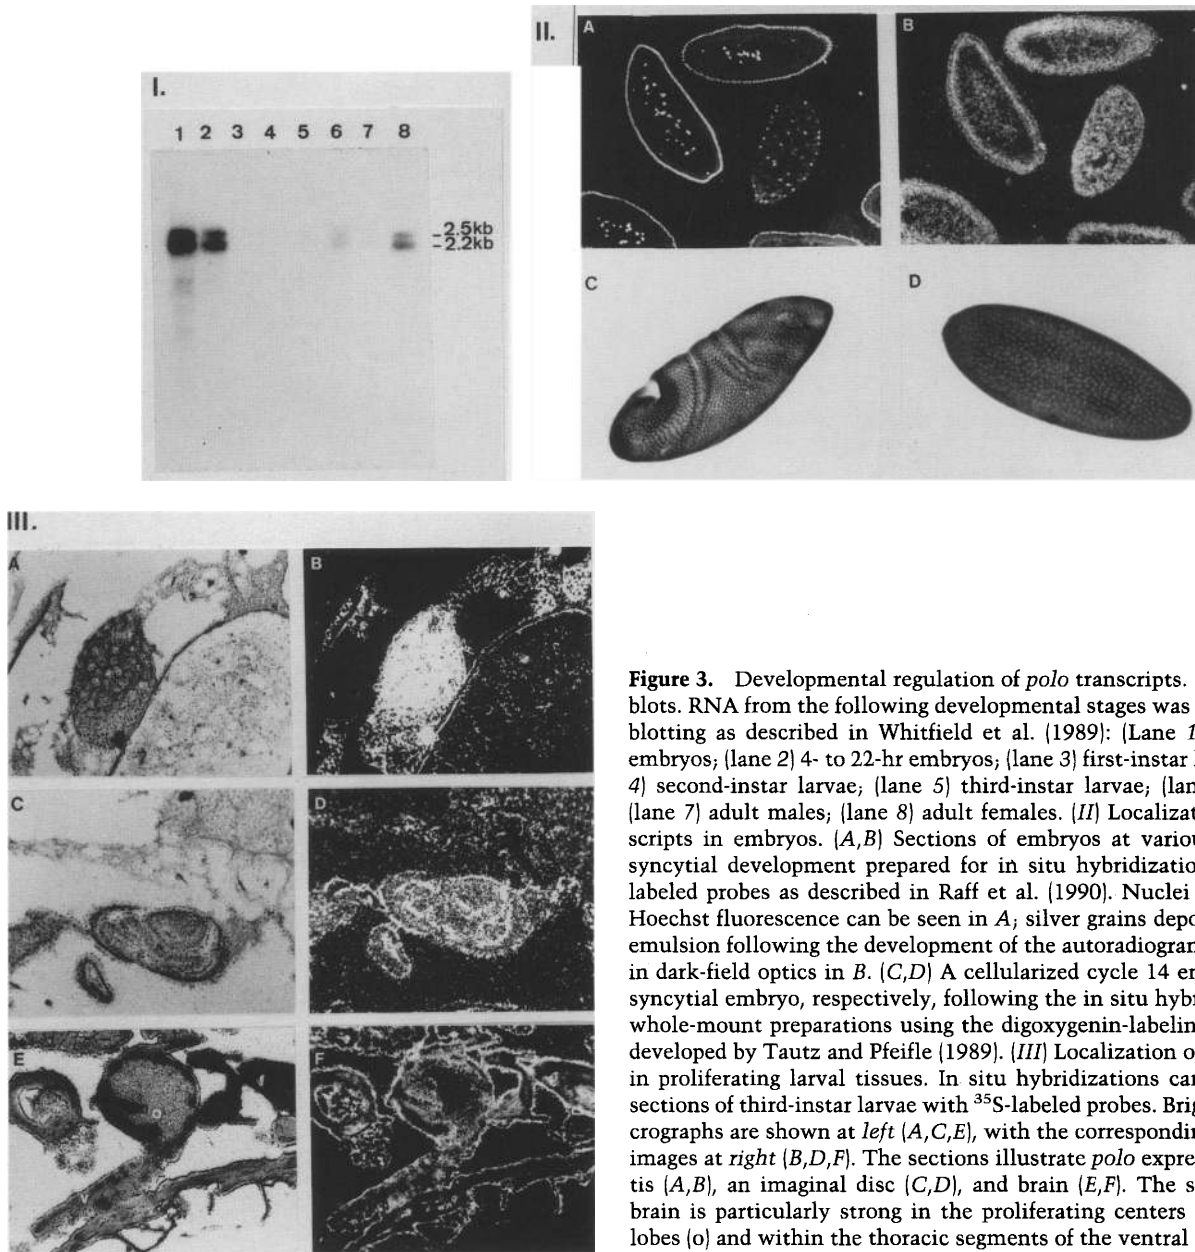 I.
1 2 3 4 5 6 7 8
2.5kb
2.2kb
II.
A
B
C
D
III.
A
B
C
D
E
F
o
Figure 3. Developmental regulation of polo transcripts.
blots. RNA from the following developmental stages was
blotting as described in Whitfield et al. (1989): (Lane 1
embryos; (lane 2) 4- to 22-hr embryos; (lane 3) first-instar
4) second-instar larvae; (lane 5) third-instar larvae; (lan
(lane 7) adult males; (lane 8) adult females. (II) Localizat
scripts in embryos. (A,B) Sections of embryos at variou
syncytial development prepared for in situ hybridization
labeled probes as described in Raff et al. (1990). Nuclei
Hoechst fluorescence can be seen in A; silver grains depo
emulsion following the development of the autoradiogran
in dark-field optics in B. (C,D) A cellularized cycle 14 en
syncytial embryo, respectively, following the in situ hybr
whole-mount preparations using the digoxygenin-labelin
developed by Tautz and Pfeifle (1989). (III) Localization o
in proliferating larval tissues. In situ hybridizations car
sections of third-instar larvae with ³⁵S-labeled probes. Brig
crographs are shown at left (A,C,E), with the correspondin
images at right (B,D,F). The sections illustrate polo expre
tis (A,B), an imaginal disc (C,D), and brain (E,F). The s
brain is particularly strong in the proliferating centers
lobes (o) and within the thoracic segments of the ventral